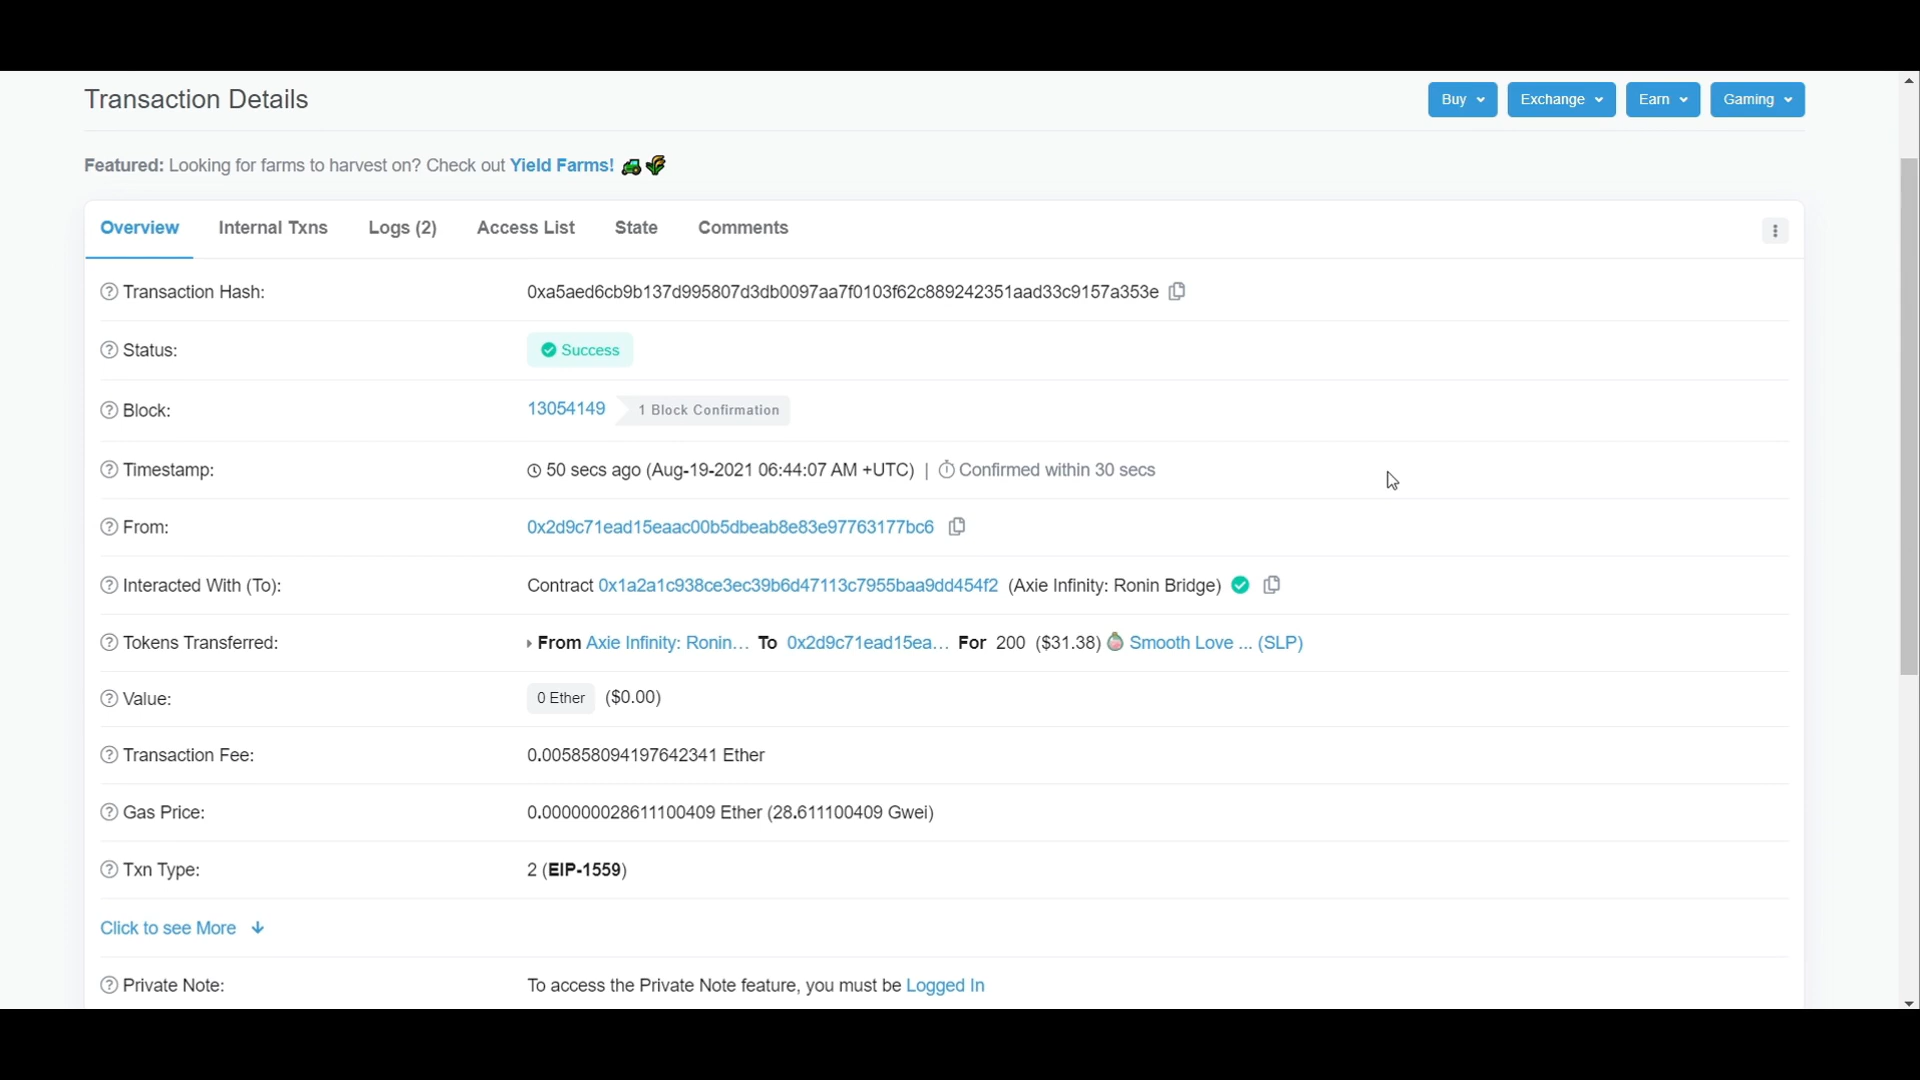 Transaction Details
Buy Exchange Earn Gaming
Featured: Looking for farms to harvest on? Check out Yield Farms!
Overview Internal Txns Logs (2) Access List State Comments
Transaction Hash: 0xa5aed6cb9b137d995807d3db0097aa7f0103f62c889242351aad33c9157a353e
Status: Success
Block: 13054149 1 Block Confirmation
Timestamp: 50 secs ago (Aug-19-2021 06:44:07 AM +UTC) | Confirmed within 30 secs
From: 0x2d9c71ead15eaac00b5dbeab8e83e97763177bc6
Interacted With (To): Contract 0x1a2a1c938ce3ec39b6d47113c7955baa9dd454f2 (Axie Infinity: Ronin Bridge)
Tokens Transferred: From Axie Infinity: Ronin... To 0x2d9c71ead15ea... For 200 ($31.38) Smooth Love ... (SLP)
Value: 0 Ether ($0.00)
Transaction Fee: 0.005858094197642341 Ether
Gas Price: 0.000000028611100409 Ether (28.611100409 Gwei)
Txn Type: 2 (EIP-1559)
Click to see More
Private Note: To access the Private Note feature, you must be Logged In